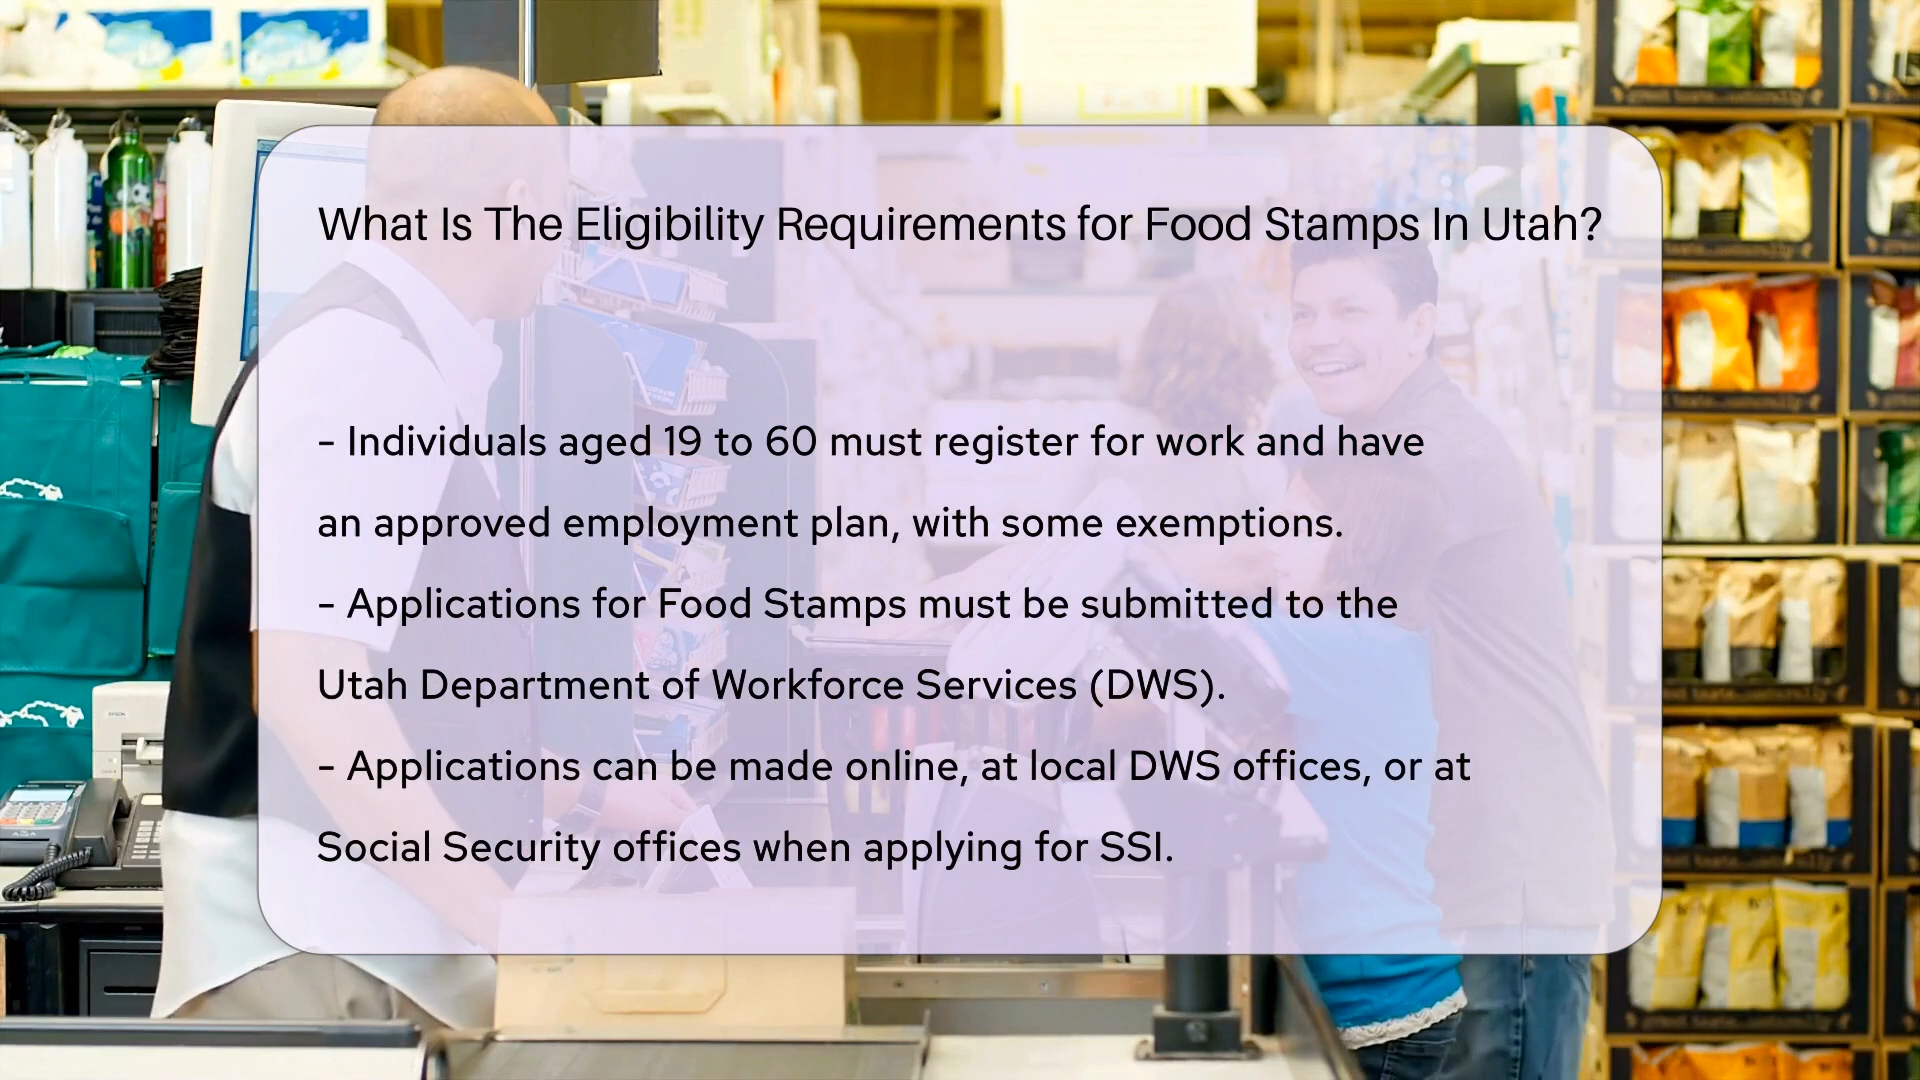 What Is The Eligibility Requirements for Food Stamps In Utah?
- Individuals aged 19 to 60 must register for work and have
an approved employment plan, with some exemptions.
- Applications for Food Stamps must be submitted to the
Utah Department of Workforce Services (DWS).
- Applications can be made online, at local DWS offices, or at
Social Security offices when applying for SSI.
EPSON